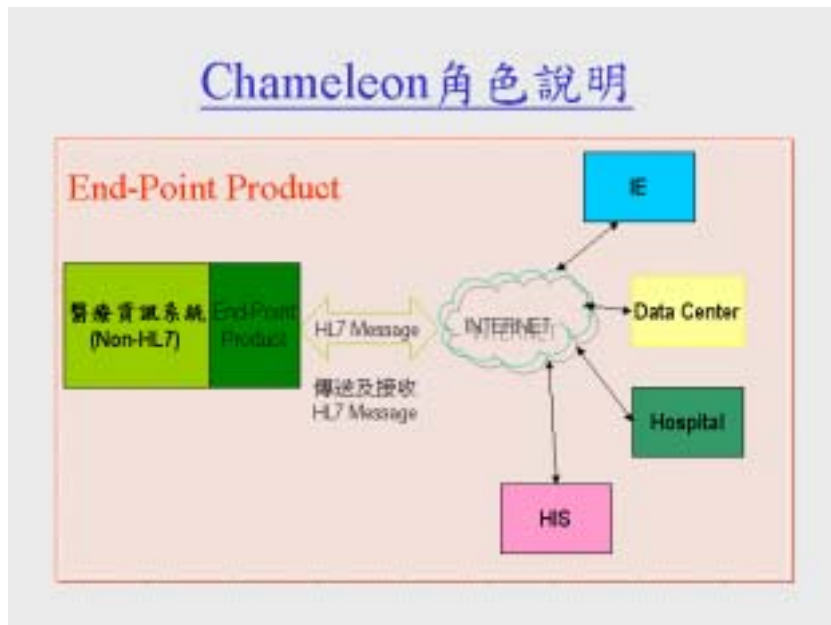 Chameleon角色說明
End-Point Product
IE
醫療資訊系統
(Non-HL7)
End-Point
Product
HL7 Message
INTERNET
Data Center
傳送及接收
HL7 Message
Hospital
HIS